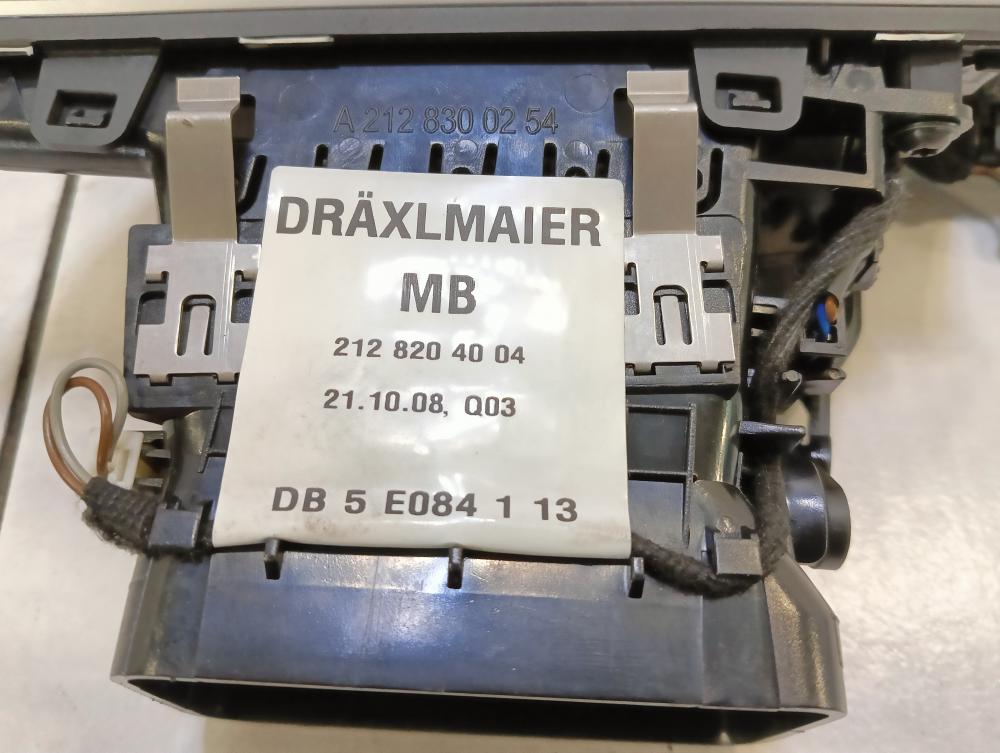 A 212 830 02 54
DRÄXLMAIER
MB
212 820 40 04
21.10.08, Q03
DB 5 E084 1 13